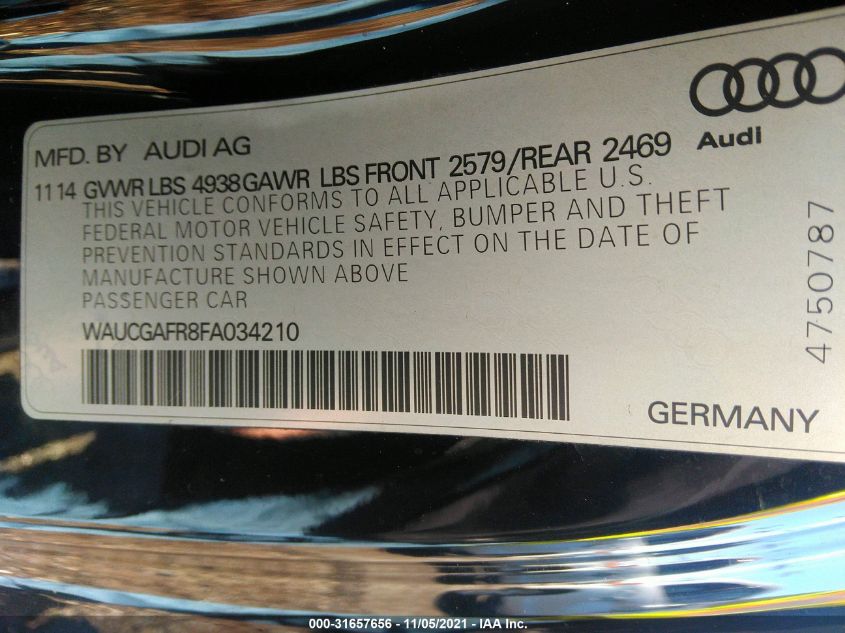 Audi
MFD. BY AUDI AG
11 14 GVWR LBS 4938 GAWR LBS FRONT 2579/REAR 2469
THIS VEHICLE CONFORMS TO ALL APPLICABLE U.S.
FEDERAL MOTOR VEHICLE SAFETY, BUMPER AND THEFT
PREVENTION STANDARDS IN EFFECT ON THE DATE OF
MANUFACTURE SHOWN ABOVE
PASSENGER CAR
WAUCGAFR8FA034210
4750787
GERMANY
000-31657656 - 11/05/2021 - IAA Inc.